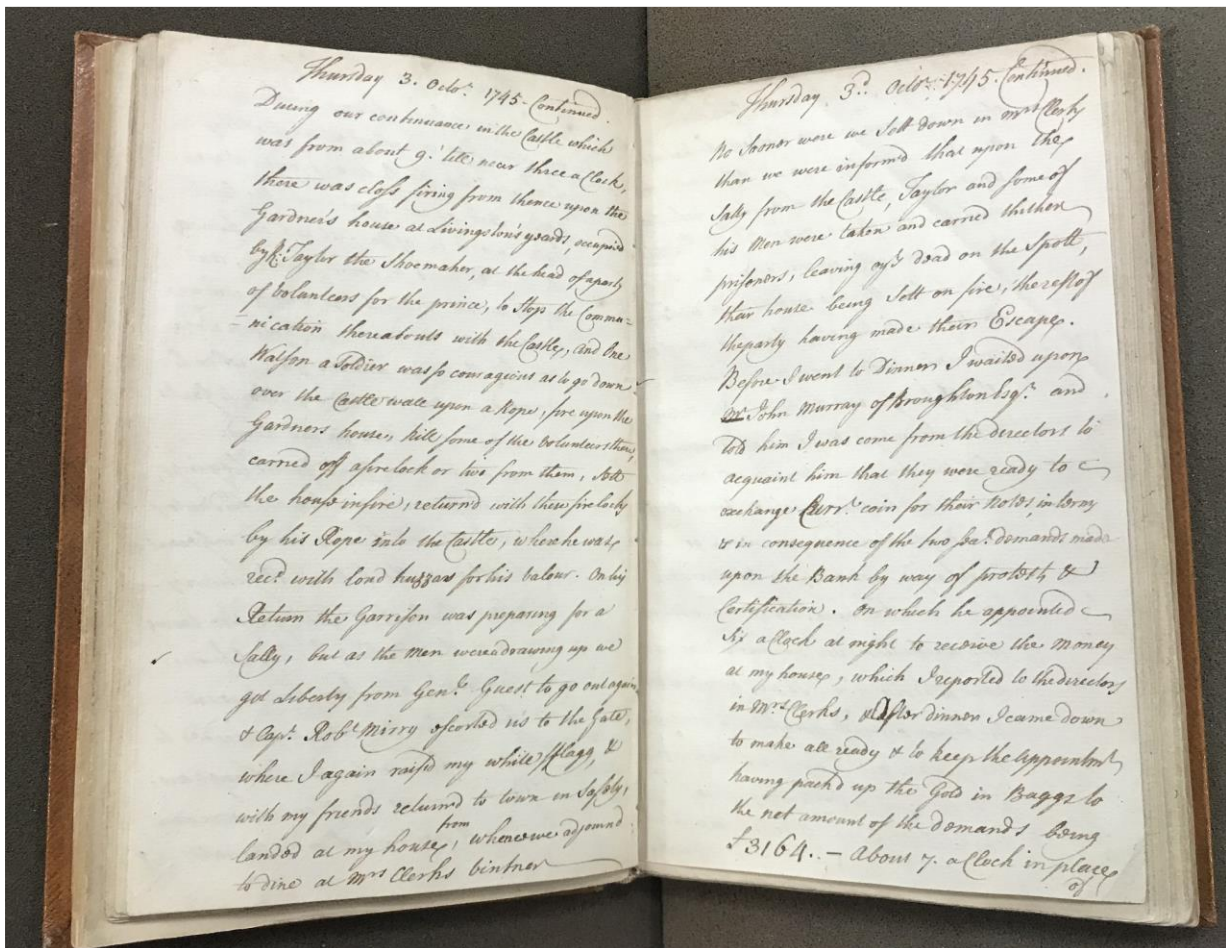 Thursday 3. Octor. 1745 - Continued.
During our continuance in the Castle which
was from about 9. till near three a Clock,
there was closs firing from thence upon the
Gardner's house at Livingston's yeards, occupied
by Rt. Taylor the Shoemaker, at the head of a party
of volunteers for the prince, to stop the Commu-
-nication thereabouts with the Castle, and One
Watson a Soldier was so couragious as to go down
over the Castle wall upon a Rope, fire upon the
Gardners house, kill some of the volunteers there,
carried off a firelock or two from them, sett
the house in fire, return'd with these firelocks
by his Rope into the Castle, where he was
recd. with loud huzzas for his valour. On his
Return the Garrison was preparing for a
Sally, but as the men were a drawing up we
got Liberty from Genl. Guest to go out again
& Capt. Robt Mirry escorted us to the Gate,
where I again raised my white fflagg, &
with my friends returned to town in safety,
landed at my house, from whence we adjournd
to dine at Mrs Clerks vintner
Thursday 3d. Octor. 1745. Continued.
No sooner were we sett down in Mrs Clerks
than we were informed that upon the
Sally from the Castle, Taylor and some of
his Men were taken and carried thither
prisoners, leaving one dead on the Spott,
their house being sett on fire, the rest of
the party having made their Escape.
Before I went to Dinner I waited upon
Mr John Murray of Broughton Esqr. and
told him I was come from the directors to
acquaint him that they were ready to
exchange Currt. coin for their notes, in terms
& in consequence of the two sd. demands made
upon the Bank by way of protest &
Certification. On which he appointed
six a Clock at night to receive the money
at my house, which I reported to the directors
in Mrs. Clerks, & After dinner I came down
to make all ready & to keep the appointmt
having pack'd up the Gold in Baggs to
the net amount of the demands being
£3164. . - About 7. a Clock in place
of